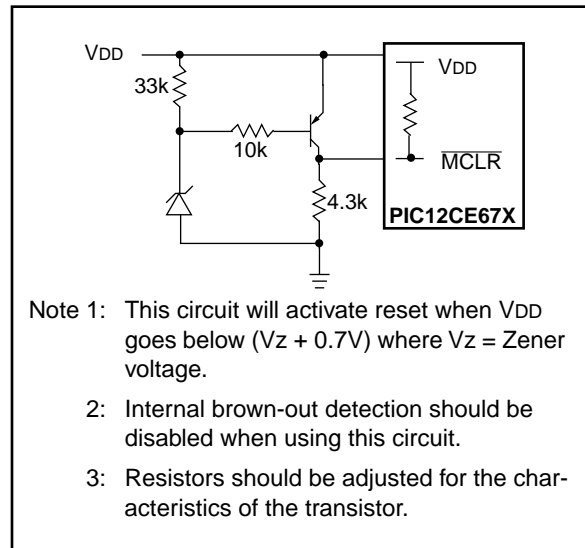 VDD
33k
VDD
10k
MCLR
4.3k
PIC12CE67X
Note 1: This circuit will activate reset when VDD
goes below (Vz + 0.7V) where Vz = Zener
voltage.
2: Internal brown-out detection should be
disabled when using this circuit.
3: Resistors should be adjusted for the char-
acteristics of the transistor.